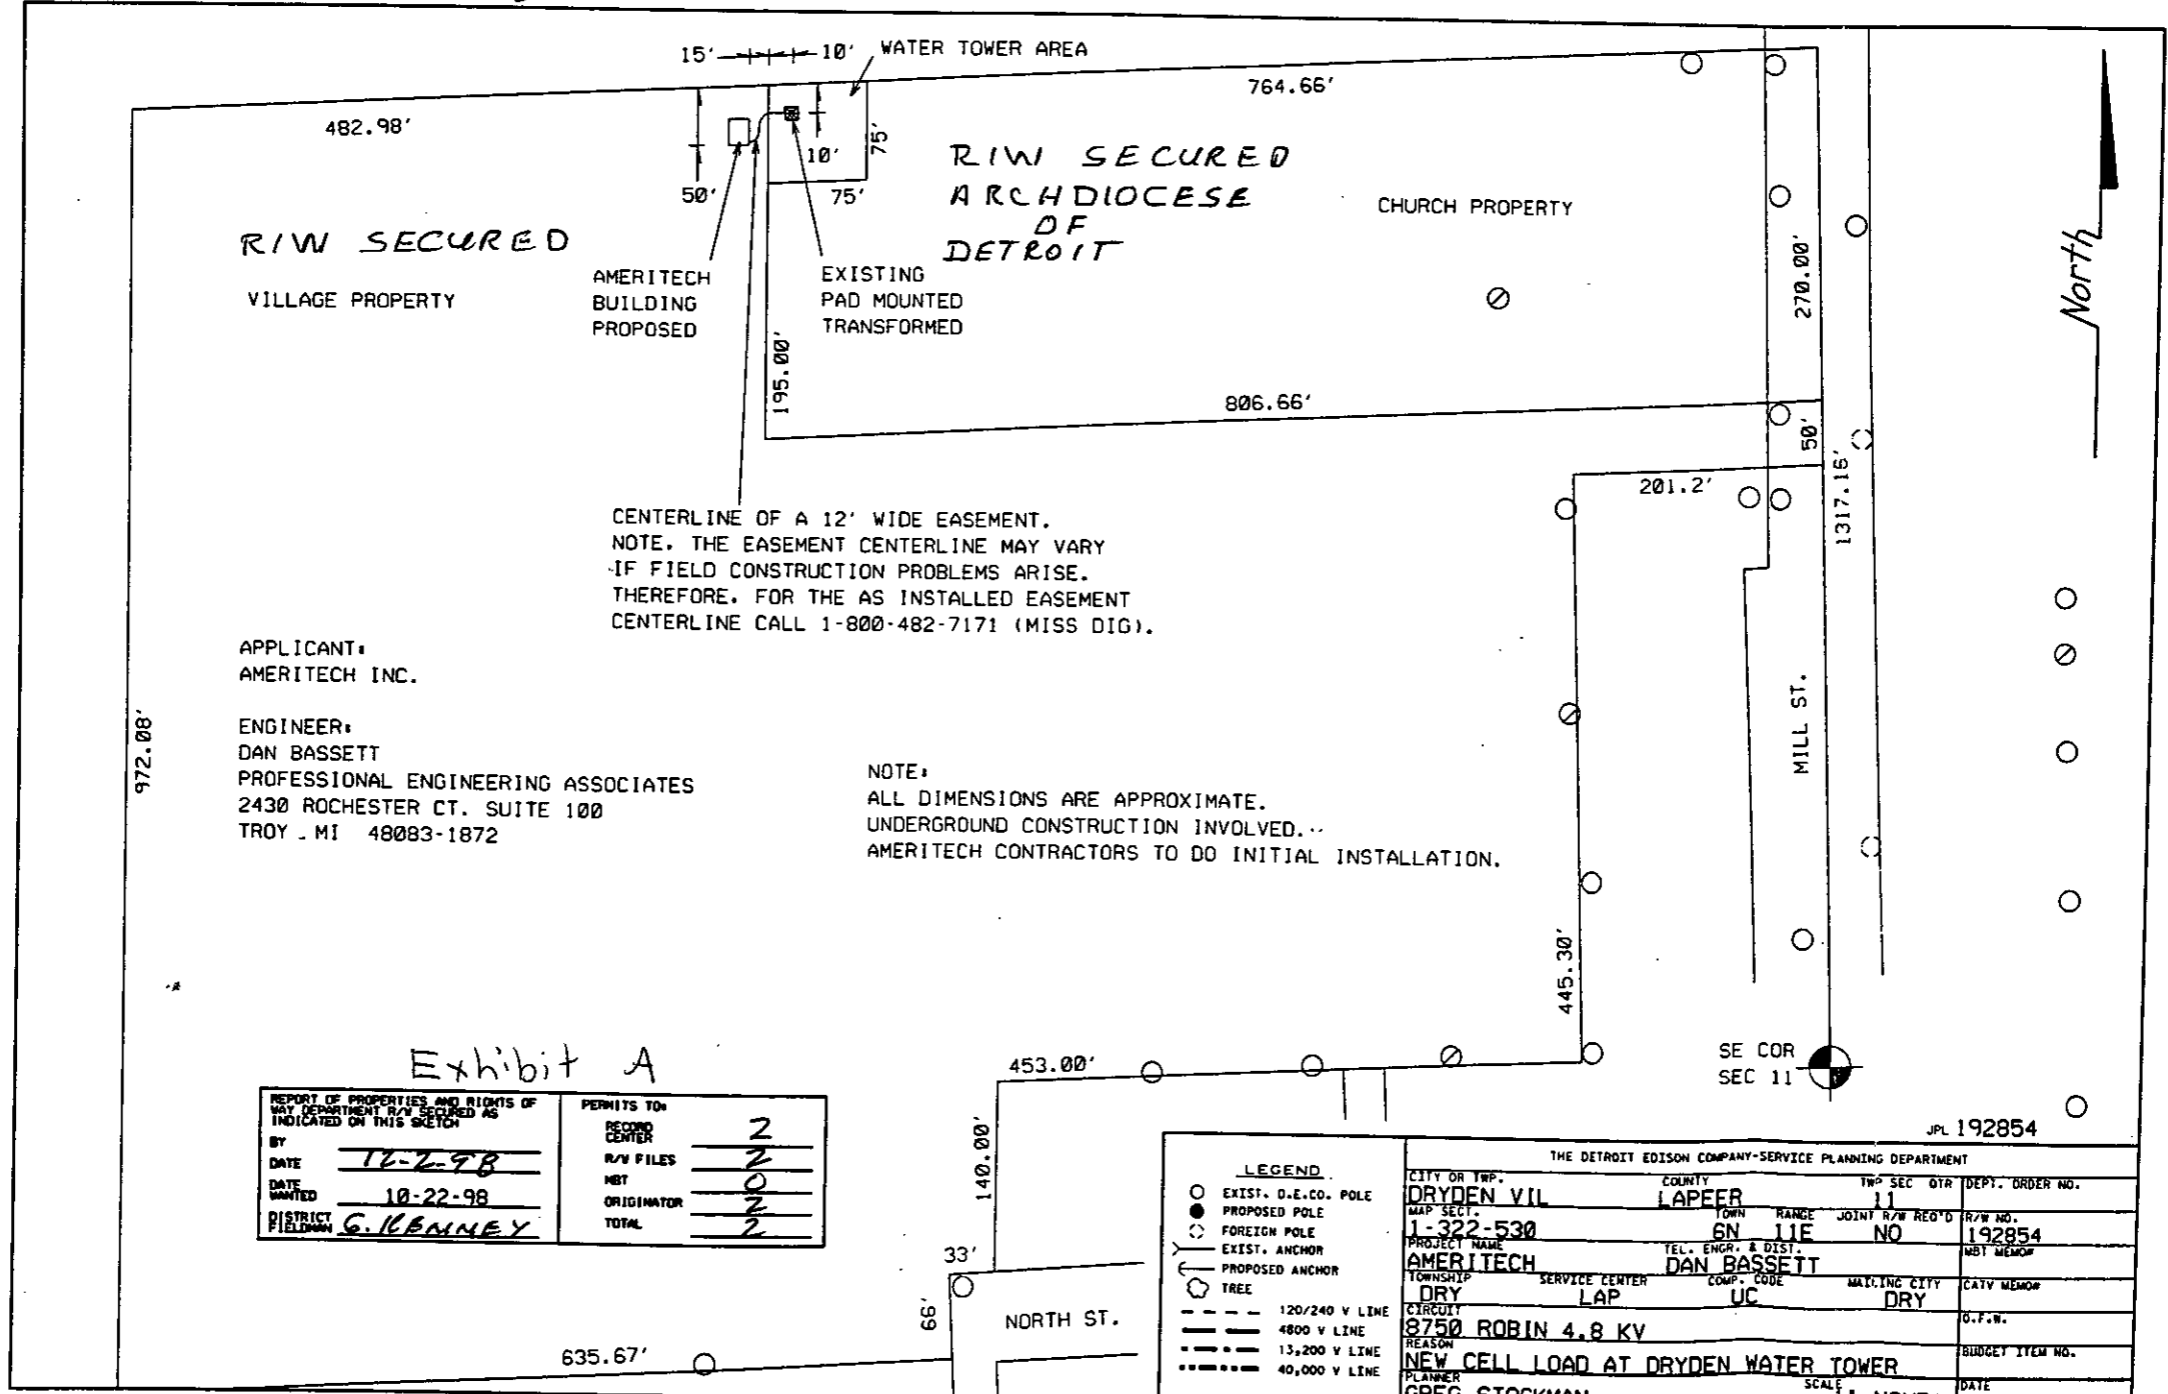 15'
10'
WATER TOWER AREA
482.98'
764.66'
10'
75'
50'
75'
R/W SECURED
ARCHDIOCESE
OF
DETROIT
CHURCH PROPERTY
R/W SECURED
VILLAGE PROPERTY
AMERITECH
BUILDING
PROPOSED
EXISTING
PAD MOUNTED
TRANSFORMED
270.00'
North
195.00'
806.66'
50'
201.2'
1317.16'
CENTERLINE OF A 12' WIDE EASEMENT.
NOTE. THE EASEMENT CENTERLINE MAY VARY
IF FIELD CONSTRUCTION PROBLEMS ARISE.
THEREFORE. FOR THE AS INSTALLED EASEMENT
CENTERLINE CALL 1-800-482-7171 (MISS DIG).
APPLICANT:
AMERITECH INC.
ENGINEER:
DAN BASSETT
PROFESSIONAL ENGINEERING ASSOCIATES
2430 ROCHESTER CT. SUITE 100
TROY . MI 48083-1872
972.08'
MILL ST.
NOTE:
ALL DIMENSIONS ARE APPROXIMATE.
UNDERGROUND CONSTRUCTION INVOLVED.
AMERITECH CONTRACTORS TO DO INITIAL INSTALLATION.
445.30'
453.00'
SE COR
SEC 11
140.00'
33'
66'
NORTH ST.
635.67'
Exhibit A
REPORT OF PROPERTIES AND RIGHTS OF
WAY DEPARTMENT R/W SECURED AS
INDICATED ON THIS SKETCH
BY
DATE 12-2-98
DATE WANTED 10-22-98
DISTRICT FIELDMAN G. KENNEY
PERMITS TO:
RECORD CENTER 2
R/W FILES 2
MBT 0
ORIGINATOR 2
TOTAL 2
JPL 192854
LEGEND
EXIST. D.E.CO. POLE
PROPOSED POLE
FOREIGN POLE
EXIST. ANCHOR
PROPOSED ANCHOR
TREE
120/240 V LINE
4800 V LINE
13,200 V LINE
40,000 V LINE
THE DETROIT EDISON COMPANY-SERVICE PLANNING DEPARTMENT
CITY OR TWP. COUNTY TWP SEC QTR DEPT. ORDER NO.
DRYDEN VIL LAPEER 11
MAP SECT. TOWN RANGE JOINT R/W REQ'D R/W NO.
1-322-530 6N 11E NO 192854
PROJECT NAME TEL. ENGR. & DIST. MBT MEMO#
AMERITECH DAN BASSETT
TOWNSHIP SERVICE CENTER COMP. CODE MAILING CITY CATV MEMO#
DRY LAP UC DRY
CIRCUIT O.F.W.
8750 ROBIN 4.8 KV
REASON BUDGET ITEM NO.
NEW CELL LOAD AT DRYDEN WATER TOWER
PLANNER SCALE DATE
GREG STOCKMAN